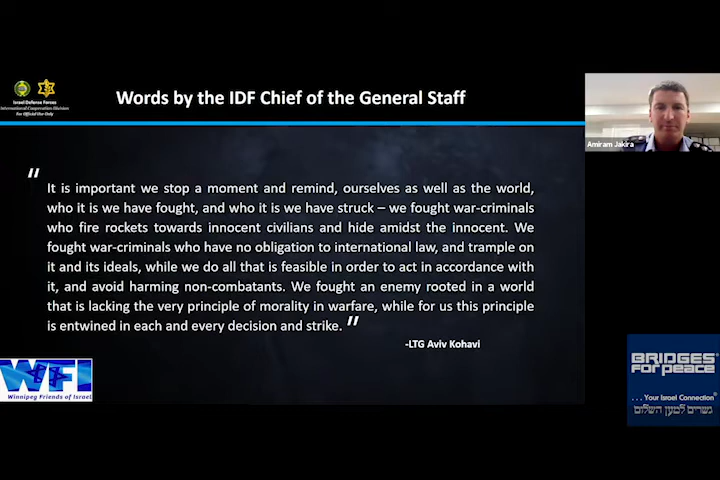 Israel Defense Forces
International Cooperation Division
For Official Use Only
Words by the IDF Chief of the General Staff
Amiram Jakira
"
It is important we stop a moment and remind, ourselves as well as the world,
who it is we have fought, and who it is we have struck – we fought war-criminals
who fire rockets towards innocent civilians and hide amidst the innocent. We
fought war-criminals who have no obligation to international law, and trample on
it and its ideals, while we do all that is feasible in order to act in accordance with
it, and avoid harming non-combatants. We fought an enemy rooted in a world
that is lacking the very principle of morality in warfare, while for us this principle
is entwined in each and every decision and strike. "
-LTG Aviv Kohavi
WFI
Winnipeg Friends of Israel
BRIDGES
FOR PEACE®
. . . Your Israel Connection®
גשרים למען השלום